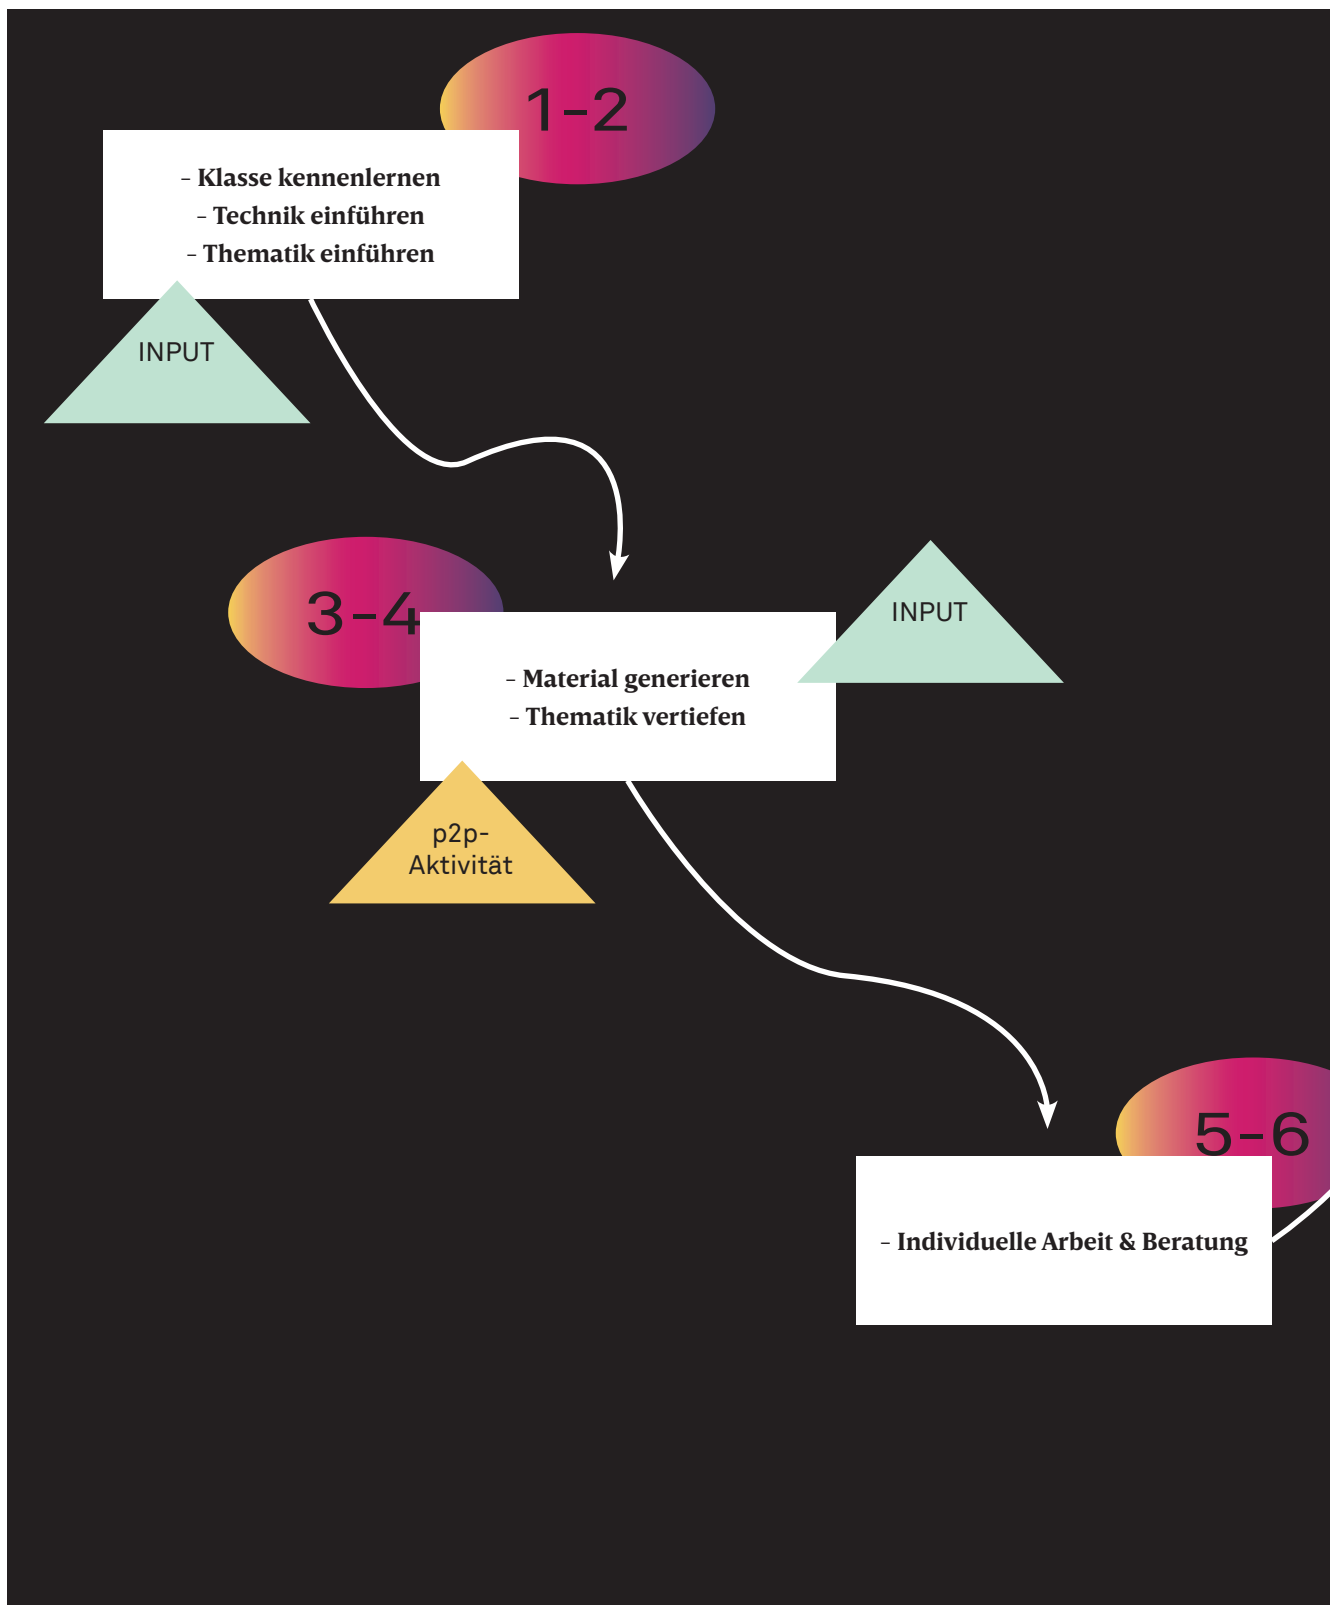 1-2
– Klasse kennenlernen
– Technik einführen
– Thematik einführen
INPUT
3-4
INPUT
– Material generieren
– Thematik vertiefen
p2p-
Aktivität
5-6
– Individuelle Arbeit & Beratung